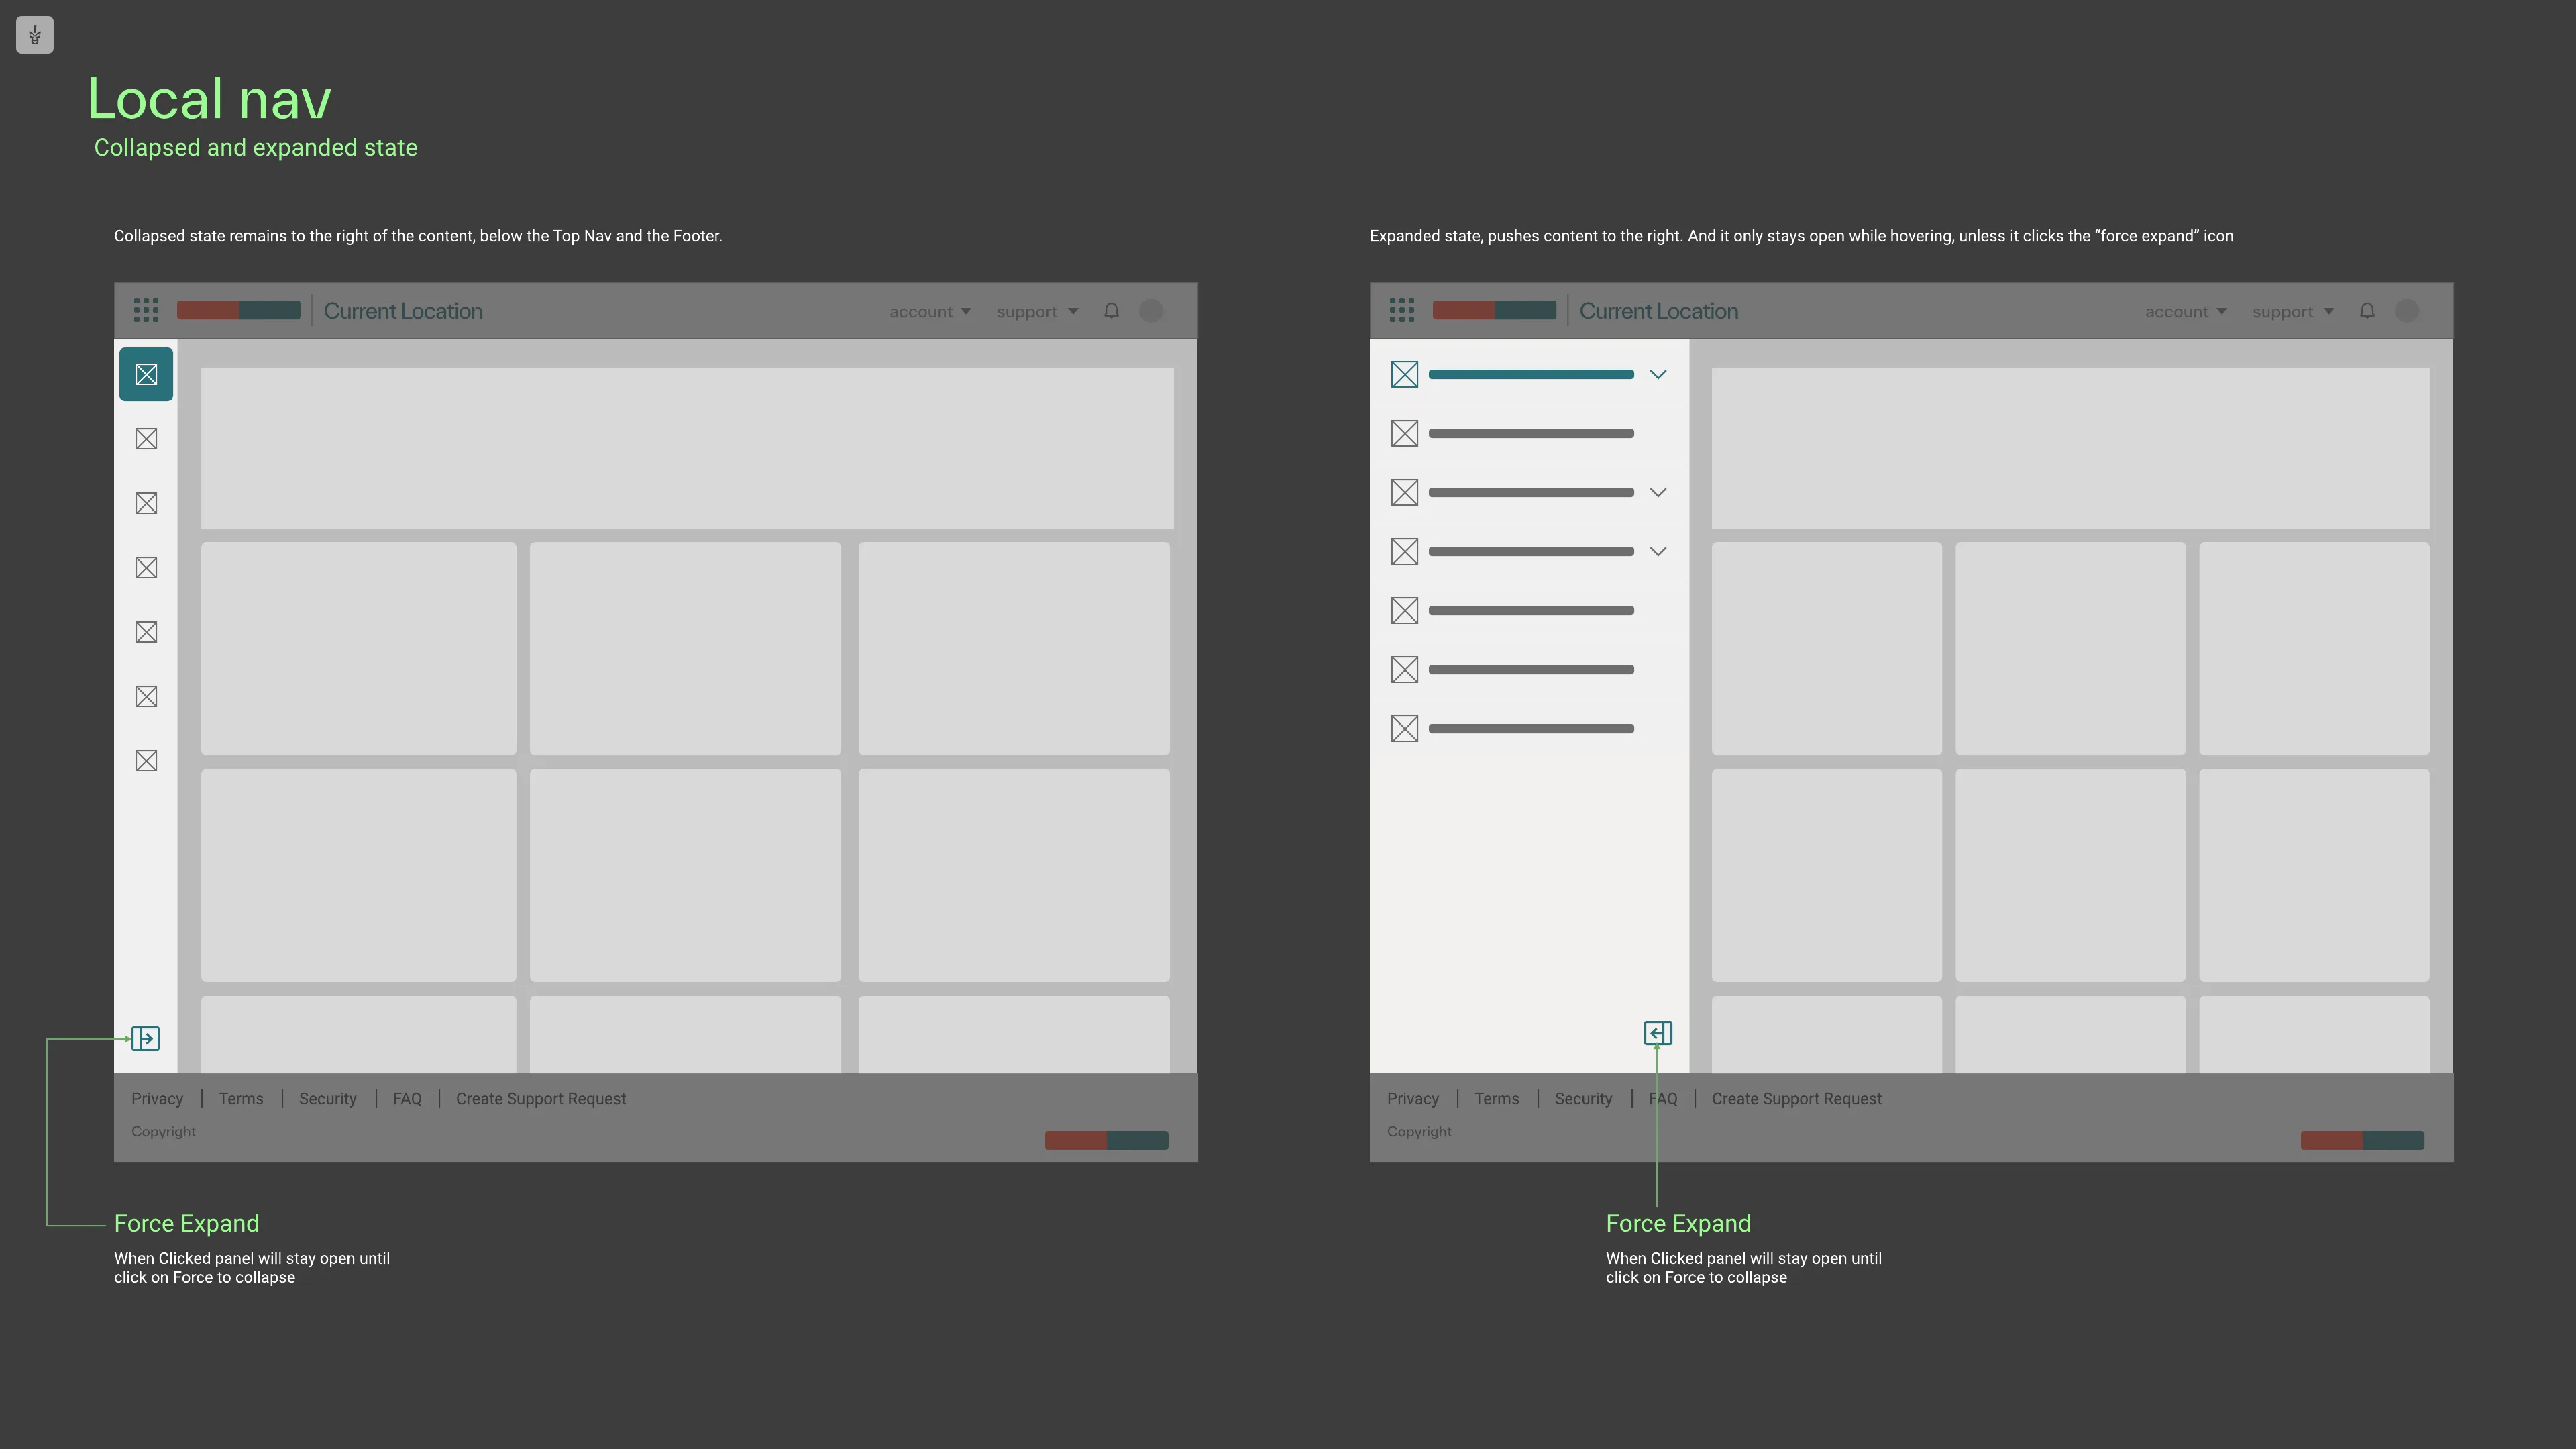 Local nav
Collapsed and expanded state
Collapsed state remains to the right of the content, below the Top Nav and the Footer.
Current Location
account
support
Privacy | Terms | Security | FAQ | Create Support Request
Copyright
Force Expand
When Clicked panel will stay open until
click on Force to collapse
Expanded state, pushes content to the right. And it only stays open while hovering, unless it clicks the “force expand” icon
Current Location
account
support
Privacy | Terms | Security | FAQ | Create Support Request
Copyright
Force Expand
When Clicked panel will stay open until
click on Force to collapse